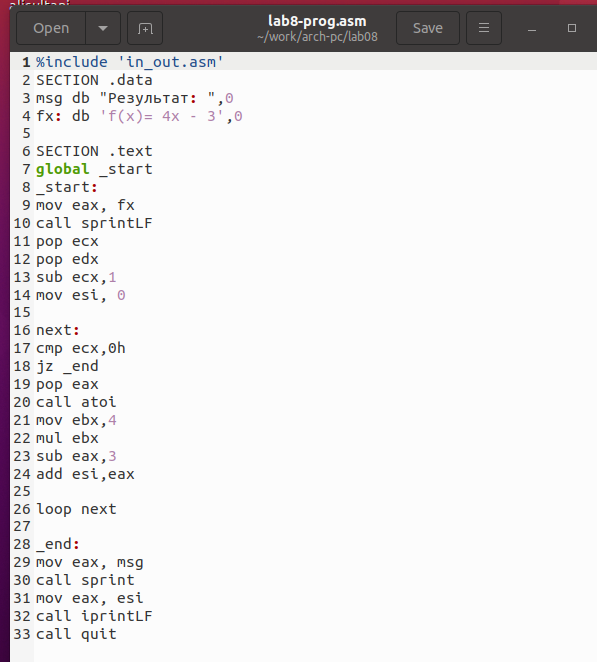 Open
lab8-prog.asm
~/work/arch-pc/lab08
Save
1 %include 'in_out.asm'
2 SECTION .data
3 msg db "Результат: ",0
4 fx: db 'f(x)= 4x - 3',0
5
6 SECTION .text
7 global _start
8 _start:
9 mov eax, fx
10 call sprintLF
11 pop ecx
12 pop edx
13 sub ecx,1
14 mov esi, 0
15
16 next:
17 cmp ecx,0h
18 jz _end
19 pop eax
20 call atoi
21 mov ebx,4
22 mul ebx
23 sub eax,3
24 add esi,eax
25
26 loop next
27
28 _end:
29 mov eax, msg
30 call sprint
31 mov eax, esi
32 call iprintLF
33 call quit